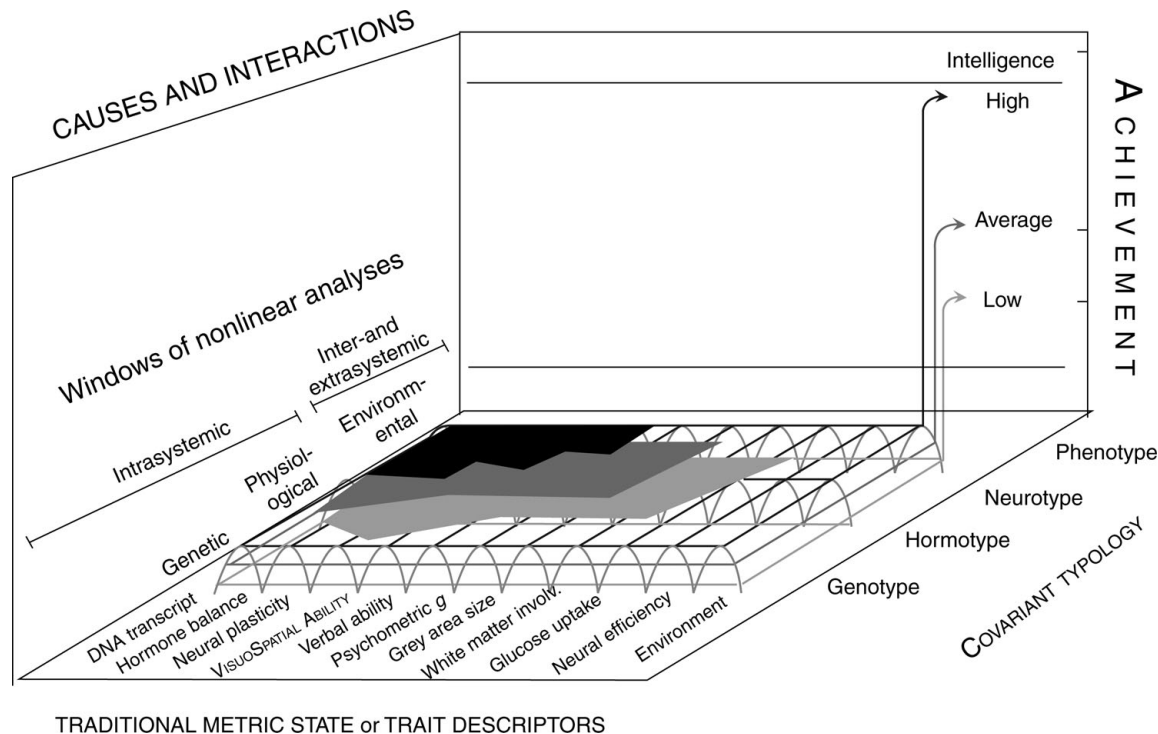 CAUSES AND INTERACTIONS
Intelligence
High
Average
Low
ACHIEVEMENT
Windows of nonlinear analyses
Inter-and
extrasystemic
Intrasystemic
Environm-
ental
Physiol-
ogical
Genetic
Phenotype
Neurotype
Hormotype
Genotype
COVARIANT TYPOLOGY
DNA transcript
Hormone balance
Neural plasticity
VISUOSPATIAL ABILITY
Verbal ability
Psychometric g
Grey area size
White matter involv.
Glucose uptake
Neural efficiency
Environment
TRADITIONAL METRIC STATE or TRAIT DESCRIPTORS